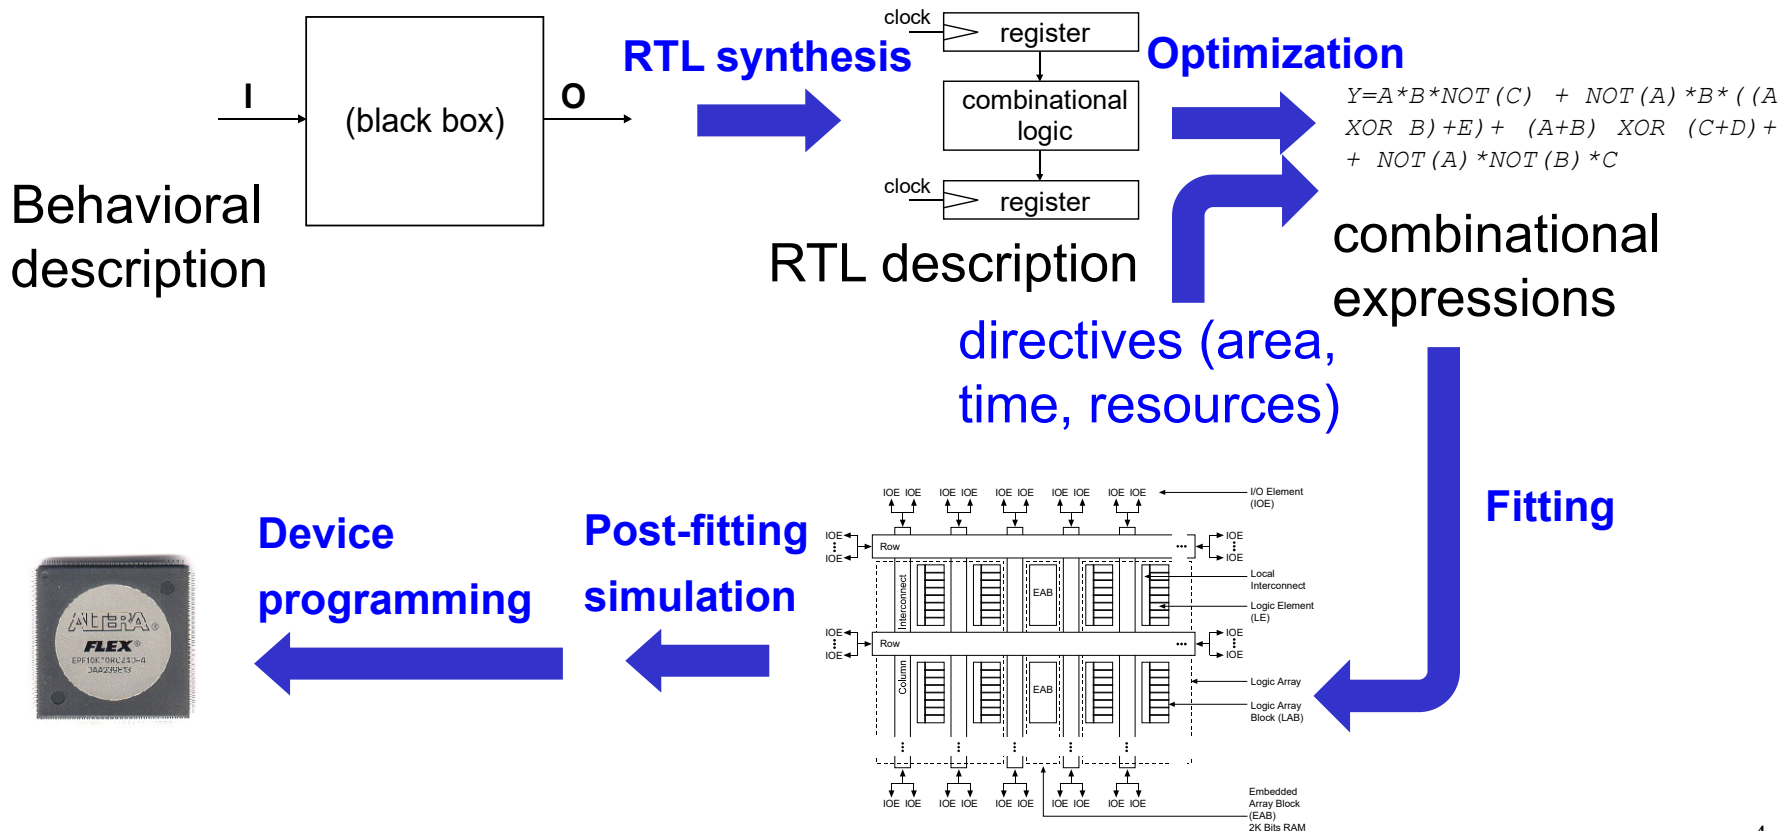 I
(black box)
O
Behavioral
description
RTL synthesis
clock
register
combinational
logic
clock
register
RTL description
Optimization
Y=A*B*NOT(C) + NOT(A)*B*((A
XOR B)+E)+ (A+B) XOR (C+D)+
+ NOT(A)*NOT(B)*C
combinational
expressions
directives (area,
time, resources)
Fitting
IOE IOE IOE IOE IOE IOE IOE IOE IOE IOE
I/O Element
(IOE)
IOE
IOE
Row
IOE
IOE
Interconnect
EAB
Local
Interconnect
Logic Element
(LE)
IOE
IOE
Row
IOE
IOE
Column
EAB
Logic Array
Logic Array
Block (LAB)
IOE IOE IOE IOE IOE IOE IOE IOE IOE IOE
Embedded
Array Block
(EAB)
2K Bits RAM
Post-fitting
simulation
Device
programming
ALTERA
FLEX